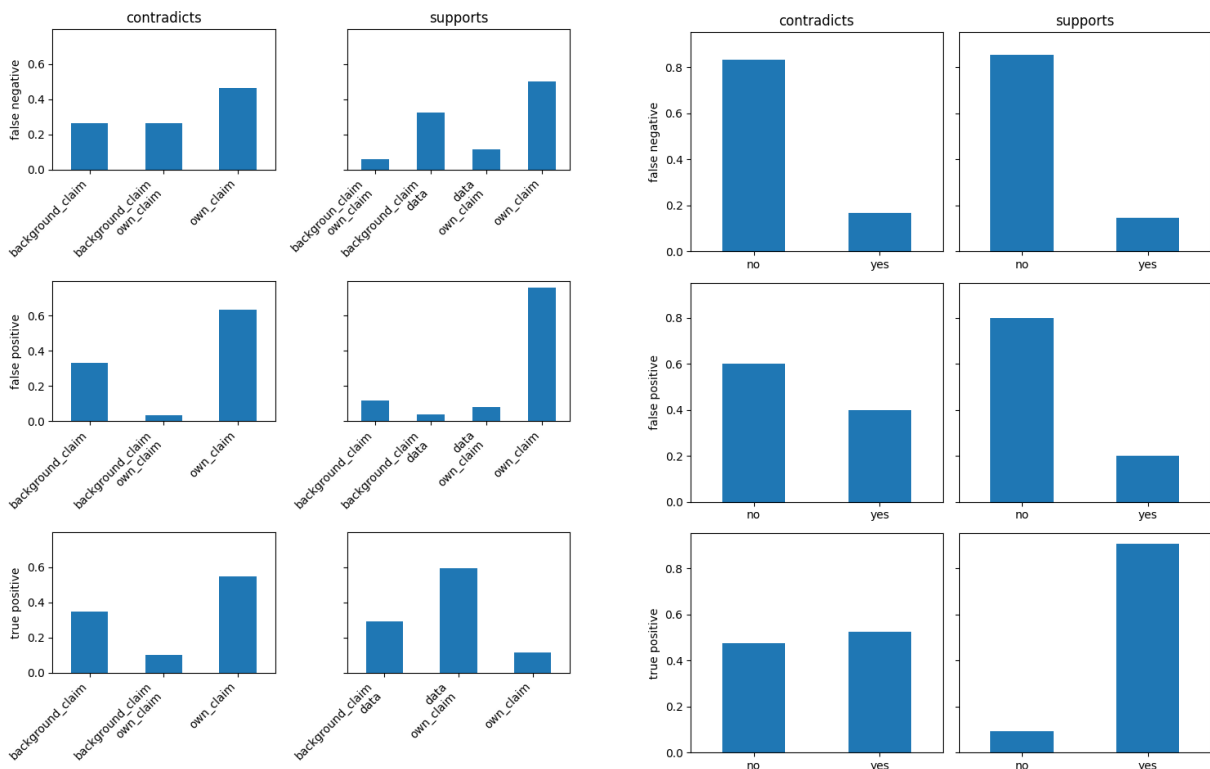 contradicts
supports
false negative
0.0
0.2
0.4
0.6
background_claim
background_claim
own_claim
own_claim
backgroun_claim
own_claim
background_claim
data
data
own_claim
own_claim
false positive
0.0
0.2
0.4
0.6
background_claim
background_claim
own_claim
own_claim
background_claim
background_claim
data
data
own_claim
own_claim
true positive
0.0
0.2
0.4
0.6
background_claim
background_claim
own_claim
own_claim
background_claim
data
data
own_claim
own_claim
contradicts
supports
false negative
0.8
0.6
0.4
0.2
0.0
no
yes
no
yes
false positive
0.8
0.6
0.4
0.2
0.0
no
yes
no
yes
true positive
0.8
0.6
0.4
0.2
0.0
no
yes
no
yes